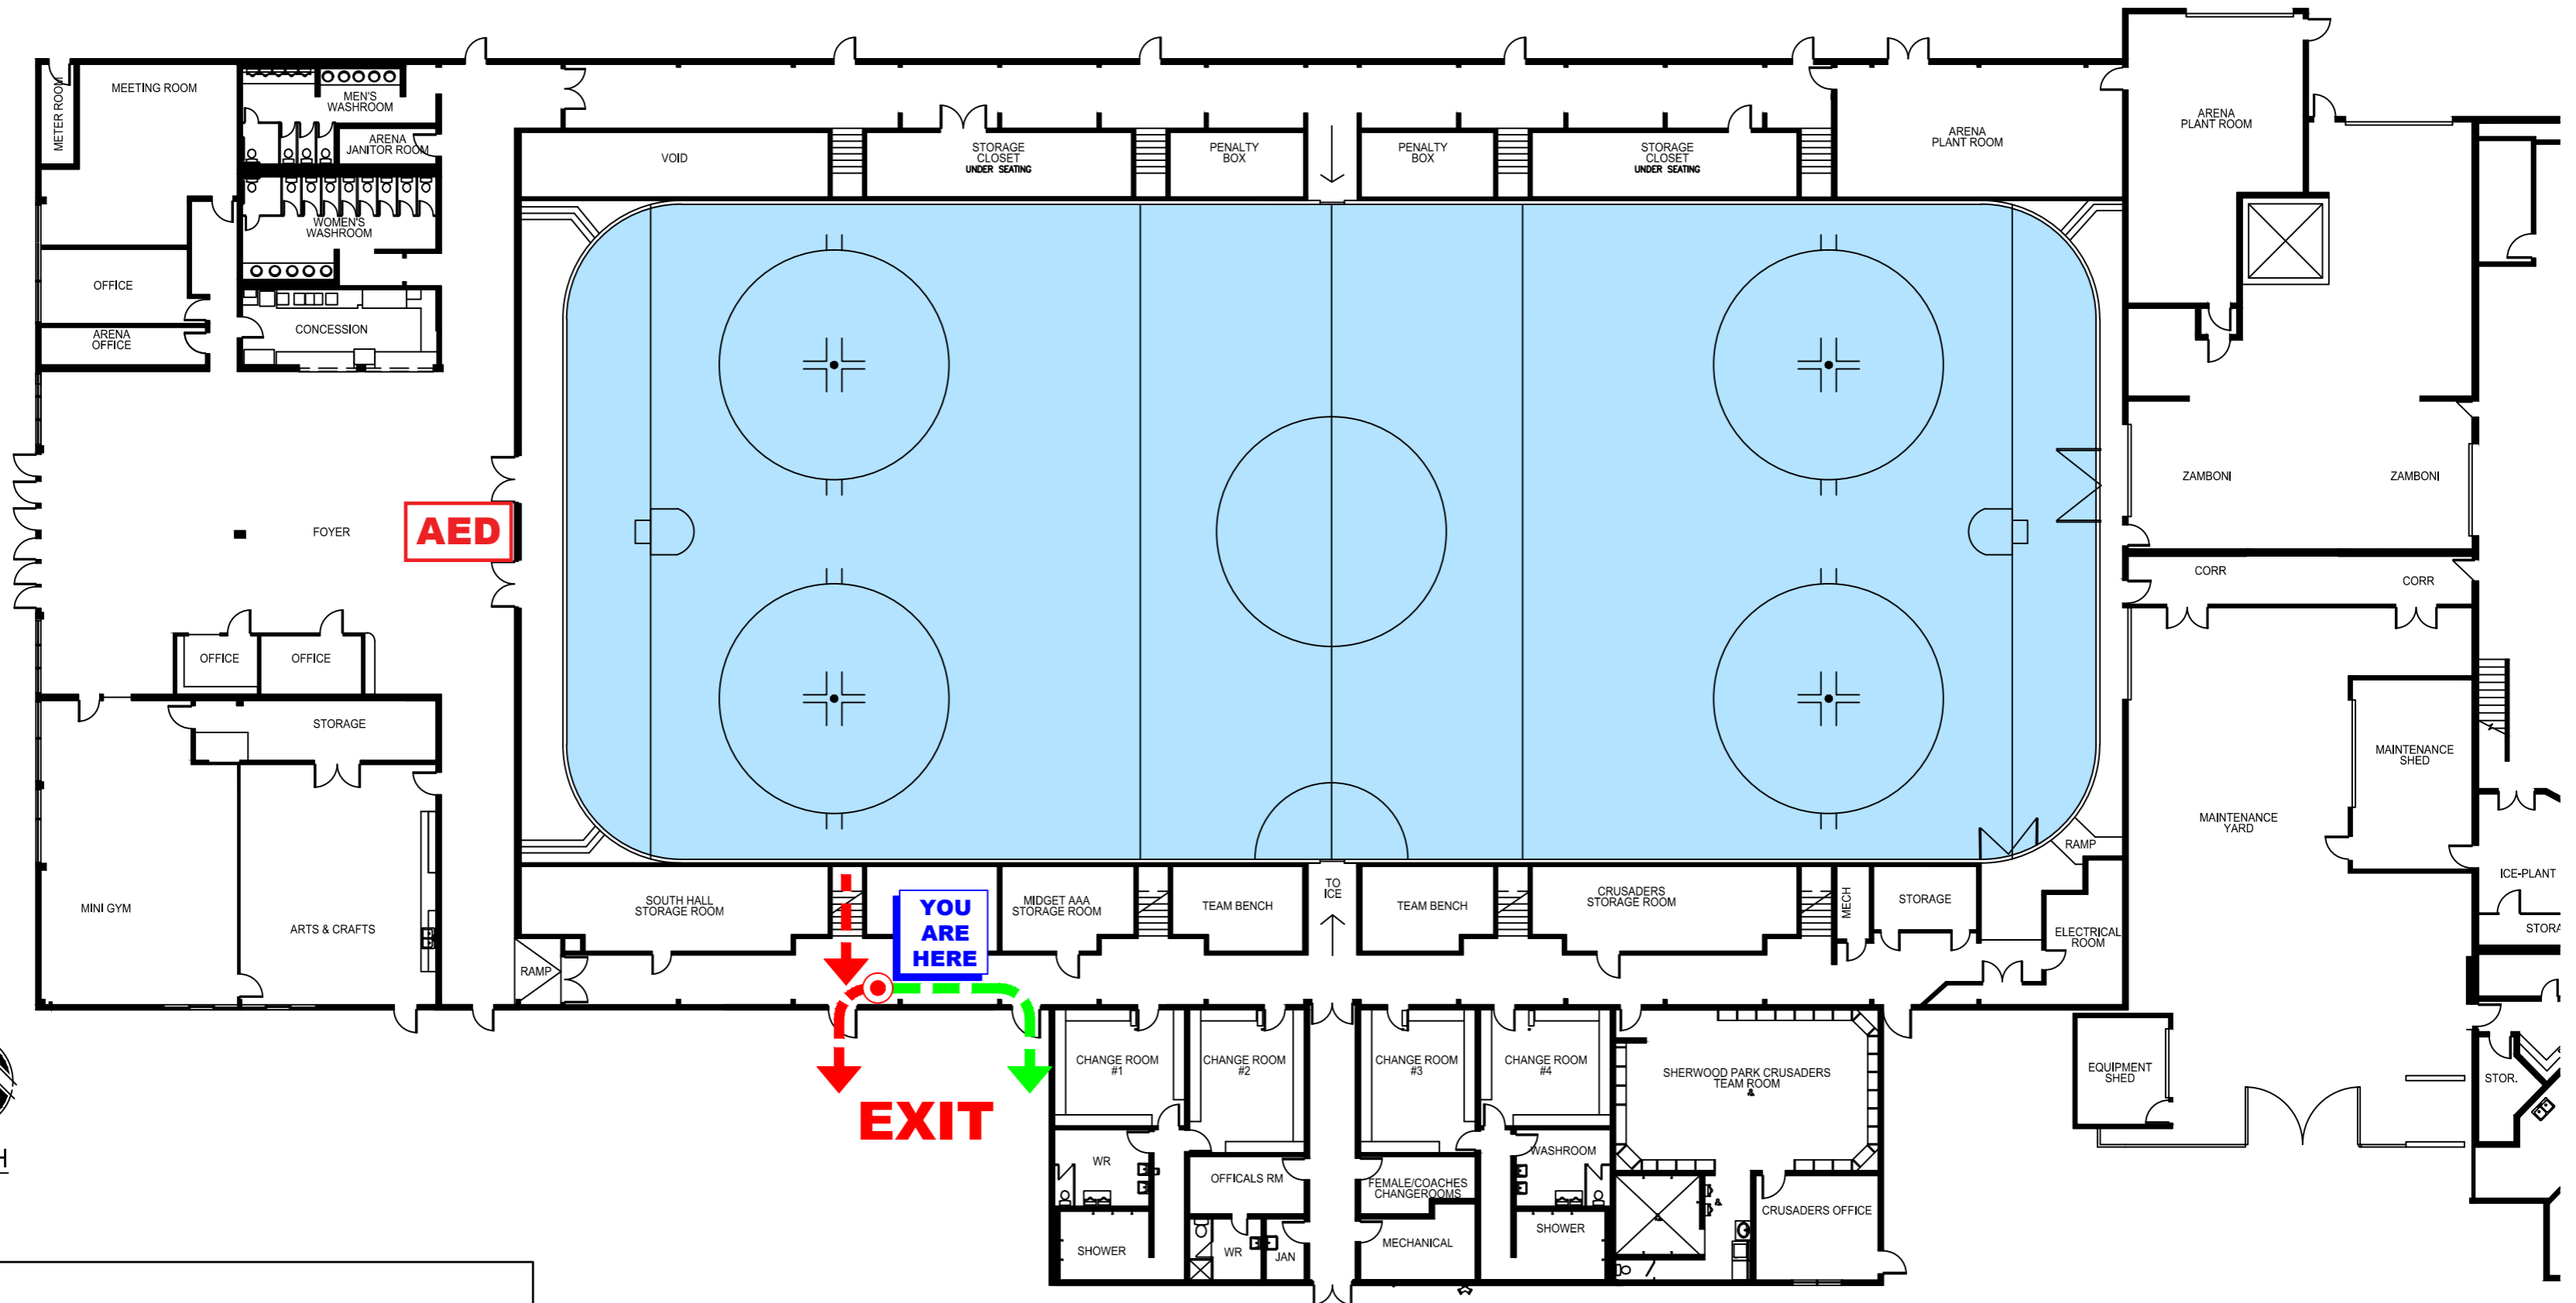 METER ROOM
MEETING ROOM
MEN'S
WASHROOM
ARENA
JANITOR ROOM
WOMEN'S
WASHROOM
OFFICE
ARENA
OFFICE
CONCESSION
VOID
STORAGE
CLOSET
UNDER SEATING
PENALTY
BOX
PENALTY
BOX
STORAGE
CLOSET
UNDER SEATING
ARENA
PLANT ROOM
ARENA
PLANT ROOM
FOYER
AED
ZAMBONI
ZAMBONI
CORR
CORR
OFFICE
OFFICE
STORAGE
MINI GYM
ARTS & CRAFTS
MAINTENANCE
SHED
MAINTENANCE
YARD
RAMP
ICE-PLANT
STORA
SOUTH HALL
STORAGE ROOM
YOU
ARE
HERE
MIDGET AAA
STORAGE ROOM
TEAM BENCH
TO
ICE
TEAM BENCH
CRUSADERS
STORAGE ROOM
MECH
STORAGE
ELECTRICAL
ROOM
RAMP
EXIT
CHANGE ROOM
#1
CHANGE ROOM
#2
CHANGE ROOM
#3
CHANGE ROOM
#4
SHERWOOD PARK CRUSADERS
TEAM ROOM
&
EQUIPMENT
SHED
STOR.
WR
OFFICALS RM
FEMALE/COACHES
CHANGEROOMS
WASHROOM
CRUSADERS OFFICE
SHOWER
WR
JAN
MECHANICAL
SHOWER
H